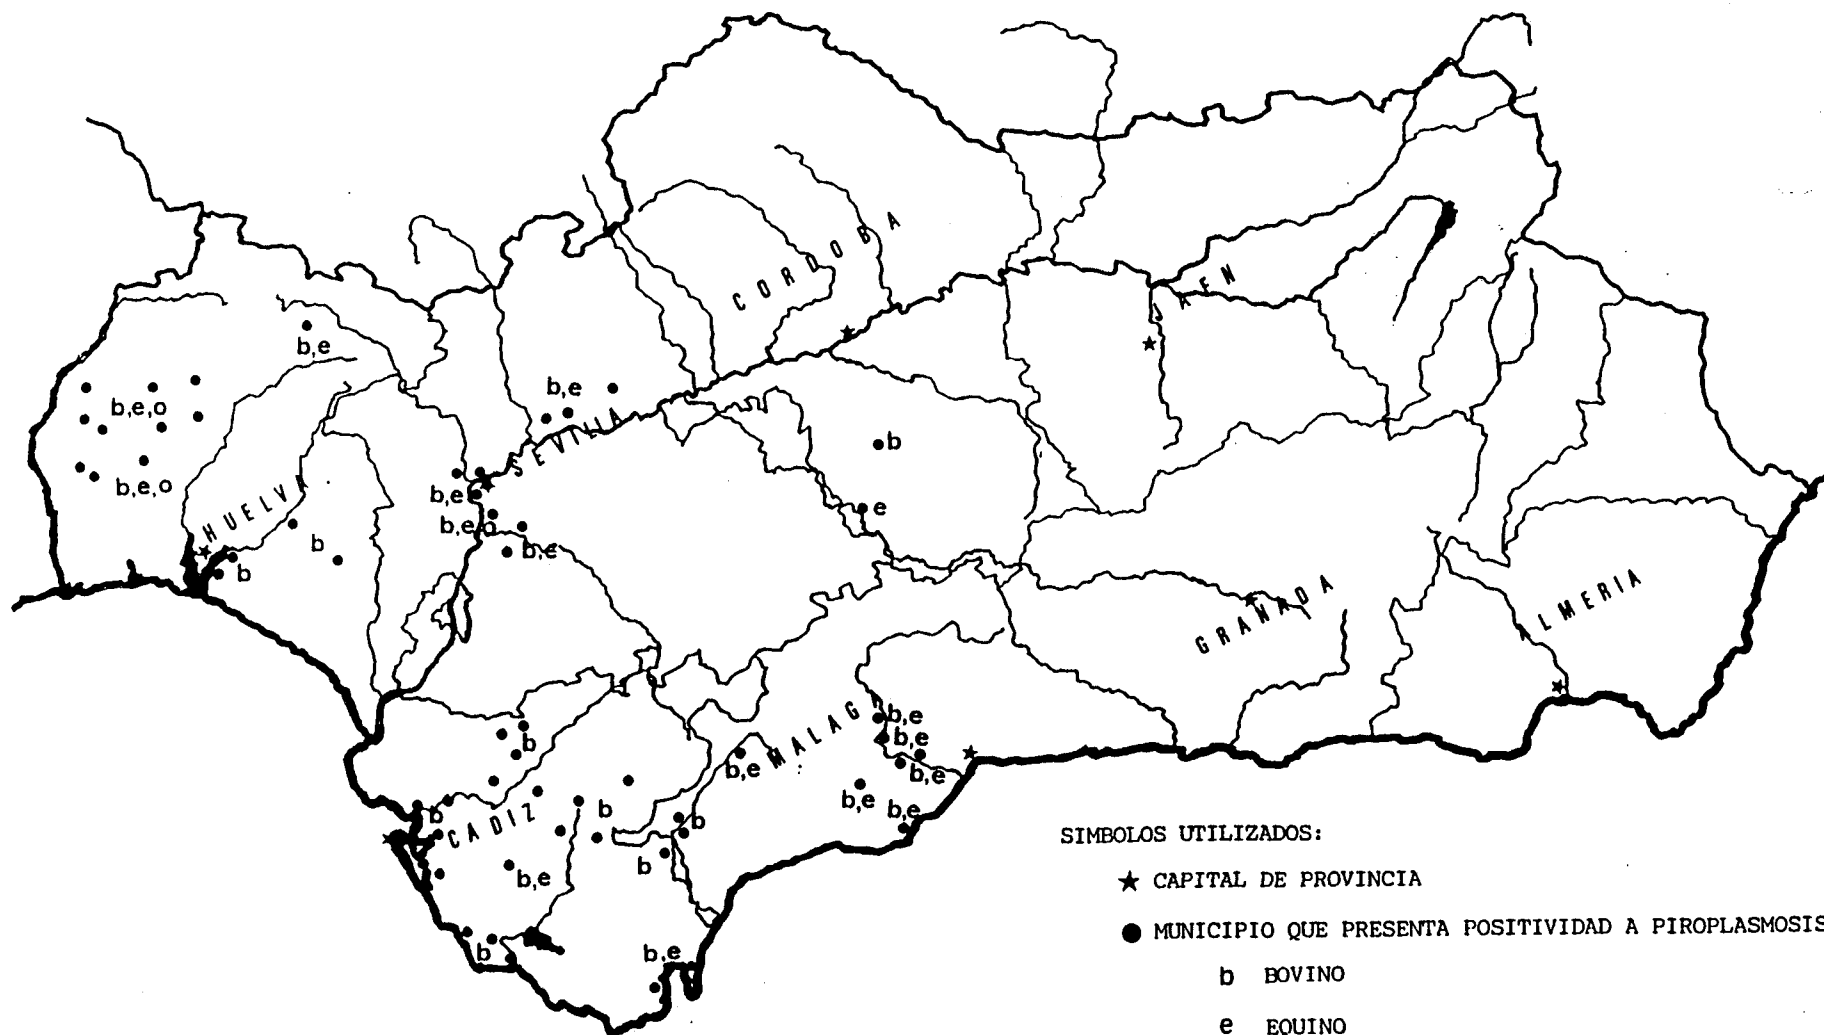 CORDOBA
JAEN
b,e
b,e
b,e,o
SEVILLA
b
b,e,o
HUELVA
b,e
e
b,e,o
b
b,e
b
GRANADA
ALMERIA
MALAGA
b,e
b
b,e
b,e
b,e
b,e
b,e
b
b
b
CADIZ
b
b,e
b
b,e
SIMBOLOS UTILIZADOS:
★ CAPITAL DE PROVINCIA
● MUNICIPIO QUE PRESENTA POSITIVIDAD A PIROPLASMOSIS
b BOVINO
e EQUINO